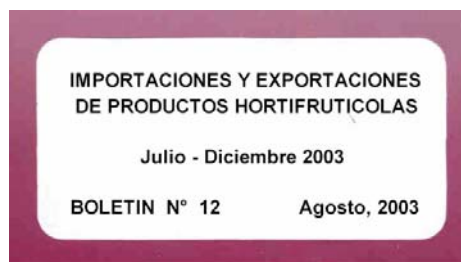 IMPORTACIONES Y EXPORTACIONES
DE PRODUCTOS HORTIFRUTICOLAS
Julio - Diciembre 2003
BOLETIN N° 12 Agosto, 2003